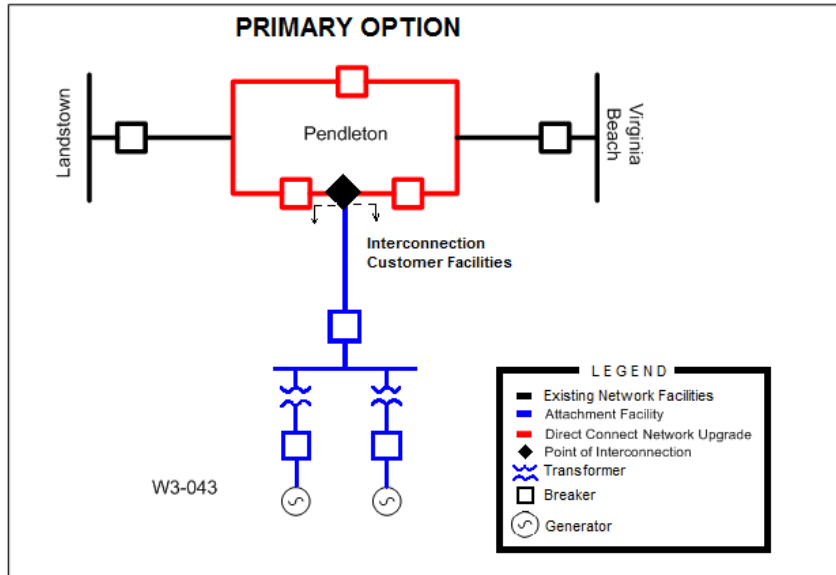 PRIMARY OPTION
Landstown
Pendleton
Virginia
Beach
Interconnection
Customer Facilities
W3-043
LEGEND
Existing Network Facilities
Attachment Facility
Direct Connect Network Upgrade
Point of Interconnection
Transformer
Breaker
Generator